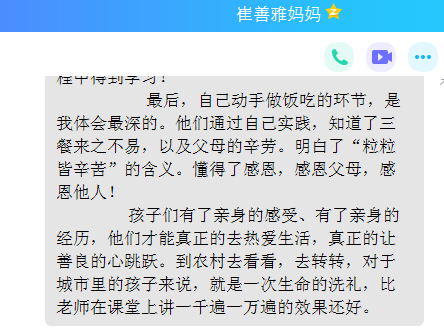 崔善雅妈妈
程中得到学习！
最后，自己动手做饭吃的环节，是
我体会最深的。他们通过自己实践，知道了三
餐来之不易，以及父母的辛劳。明白了“粒粒
皆辛苦”的含义。懂得了感恩，感恩父母，感
恩他人！
孩子们有了亲身的感受、有了亲身的
经历，他们才能真正的去热爱生活，真正的让
善良的心跳跃。到农村去看看，去转转，对于
城市里的孩子来说，就是一次生命的洗礼，比
老师在课堂上讲一千遍一万遍的效果还好。